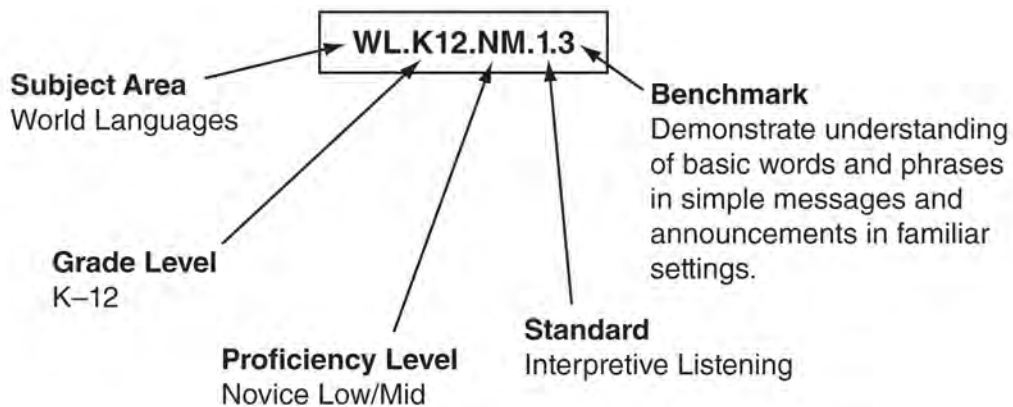 WL.K12.NM.1.3
Subject Area
World Languages
Benchmark
Demonstrate understanding
of basic words and phrases
in simple messages and
announcements in familiar
settings.
Grade Level
K–12
Standard
Interpretive Listening
Proficiency Level
Novice Low/Mid